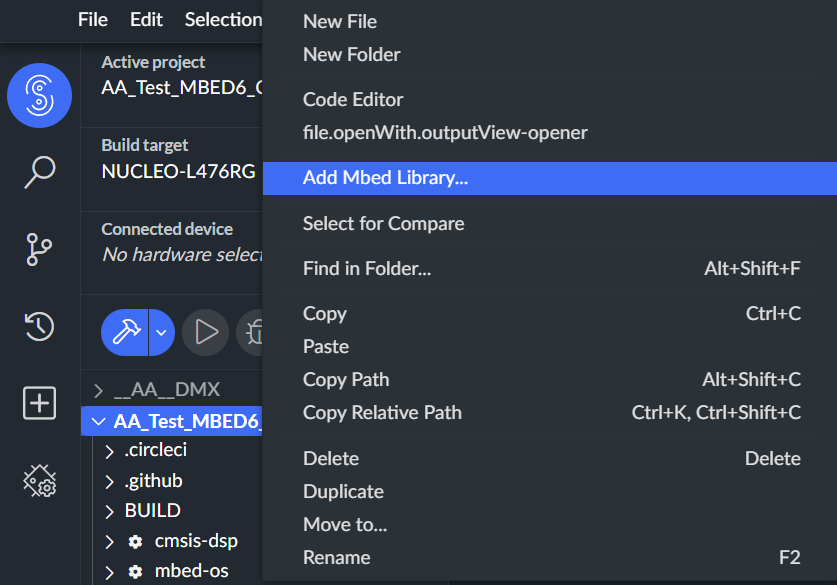 File Edit Selection
Active project
AA_Test_MBED6_
Build target
NUCLEO-L476RG
Connected device
No hardware select
__AA__DMX
AA_Test_MBED6_
.circleci
.github
BUILD
cmsis-dsp
mbed-os
New File
New Folder
Code Editor
file.openWith.outputView-opener
Add Mbed Library...
Select for Compare
Find in Folder... Alt+Shift+F
Copy Ctrl+C
Paste
Copy Path Alt+Shift+C
Copy Relative Path Ctrl+K, Ctrl+Shift+C
Delete Delete
Duplicate
Move to...
Rename F2